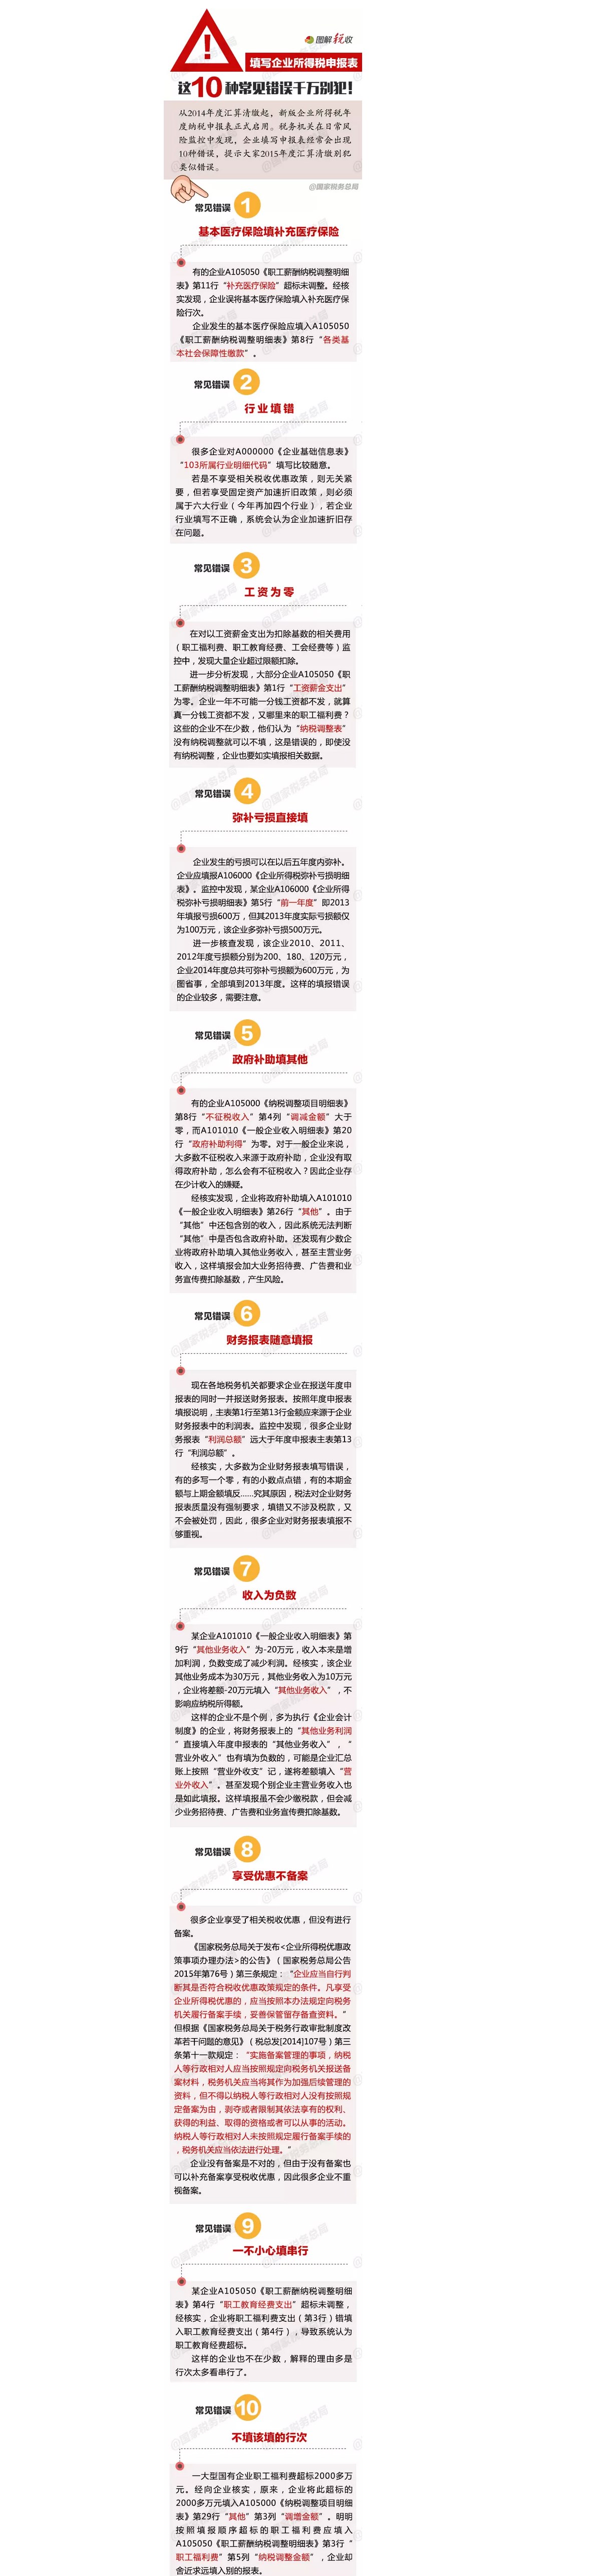 图解税收
填写企业所得税申报表
这10种常见错误千万别犯!
从2014年度汇算清缴起，新版企业所得税年
度纳税申报表正式启用。税务机关在日常风
险监控中发现，企业填写申报表经常会出现
10种错误，提示大家2015年度汇算清缴别犯
类似错误。
@国家税务总局
常见错误 1
基本医疗保险填补充医疗保险
有的企业A105050《职工薪酬纳税调整明细
表》第11行“补充医疗保险”超标未调整。经核
实发现，企业误将基本医疗保险填入补充医疗保
险行次。
企业发生的基本医疗保险应填入A105050
《职工薪酬纳税调整明细表》第8行“各类基
本社会保障性缴款”。
常见错误 2
行业填错
很多企业对A000000《企业基础信息表》
“103所属行业明细代码”填写比较随意。
若是不享受相关税收优惠政策，则无关紧
要，但若享受固定资产加速折旧政策，则必须
属于六大行业（今年再加四个行业），若企业
行业填写不正确，系统会认为企业加速折旧存
在问题。
常见错误 3
工资为零
在对以工资薪金支出为扣除基数的相关费用
（职工福利费、职工教育经费、工会经费等）监
控中，发现大量企业超过限额扣除。
进一步分析发现，大部分企业A105050《职
工薪酬纳税调整明细表》第1行“工资薪金支出”
为零。企业一年不可能一分钱工资都不发，就算
真一分钱工资都不发，又哪里来的职工福利费？
这些的企业不在少数，他们认为“纳税调整表”
没有纳税调整就可以不填，这是错误的，即使没
有纳税调整，企业也要如实填报相关数据。
常见错误 4
弥补亏损直接填
企业发生的亏损可以在以后五年度内弥补。
企业应填报A106000《企业所得税弥补亏损明细
表》。监控中发现，某企业A106000《企业所得
税弥补亏损明细表》第5行“前一年度”即2013
年填报亏损600万，但其2013年度实际亏损额仅
为100万元，该企业多弥补亏损500万元。
进一步核查发现，该企业2010、2011、
2012年度亏损额分别为200、180、120万元，
企业2014年度总共可弥补亏损额为600万元，为
图省事，全部填到2013年度。这样的填报错误
的企业较多，需要注意。
常见错误 5
政府补助填其他
有的企业A105000《纳税调整项目明细表》
第8行“不征税收入”第4列“调减金额”大于
零，而A101010《一般企业收入明细表》第20
行“政府补助利得”为零。对于一般企业来说，
大多数不征税收入来源于政府补助，企业没有取
得政府补助，怎么会有不征税收入？因此企业存
在少计收入的嫌疑。
经核实发现，企业将政府补助填入A101010
《一般企业收入明细表》第26行“其他”。由于
“其他”中还包含别的收入，因此系统无法判断
“其他”中是否包含政府补助。还发现有少数企
业将政府补助填入其他业务收入，甚至主营业务
收入，这样填报会加大业务招待费、广告费和业
务宣传费扣除基数，产生风险。
常见错误 6
财务报表随意填报
现在各地税务机关都要求企业在报送年度申
报表的同时一并报送财务报表。按照年度申报表
填报说明，主表第1行至第13行金额应来源于企业
财务报表中的利润表。监控中发现，很多企业财
务报表“利润总额”远大于年度申报表主表第13
行“利润总额”。
经核实，大多数为企业财务报表填写错误，
有的多写一个零，有的小数点点错，有的本期金
额与上期金额填反......究其原因，税法对企业财务
报表质量没有强制要求，填错又不涉及税款，又
不会被处罚，因此，很多企业对财务报表填报不
够重视。
常见错误 7
收入为负数
某企业A101010《一般企业收入明细表》第
9行“其他业务收入”为-20万元，收入本来是增
加利润，负数变成了减少利润。经核实，该企业
其他业务成本为30万元，其他业务收入为10万元
，企业将差额-20万元填入“其他业务收入”，不
影响应纳税所得额。
这样的企业不是个例，多为执行《企业会计
制度》的企业，将财务报表上的“其他业务利润
”直接填入年度申报表的“其他业务收入”，“
营业外收入”也有填为负数的，可能是企业汇总
账上按照“营业外收支”记，遂将差额填入“营
业外收入”。甚至发现个别企业主营业务收入也
是如此填报。这样填报虽不会少缴税款，但会减
少业务招待费、广告费和业务宣传费扣除基数。
常见错误 8
享受优惠不备案
很多企业享受了相关税收优惠，但没有进行
备案。
《国家税务总局关于发布<企业所得税优惠政
策事项办理办法>的公告》（国家税务总局公告
2015年第76号）第三条规定：“企业应当自行判
断其是否符合税收优惠政策规定的条件。凡享受
企业所得税优惠的，应当按照本办法规定向税务
机关履行备案手续，妥善保管留存备查资料。”
但根据《国家税务总局关于税务行政审批制度改
革若干问题的意见》（税总发[2014]107号）第三
条第十一款规定：“实施备案管理的事项，纳税
人等行政相对人应当按照规定向税务机关报送备
案材料，税务机关应当将其作为加强后续管理的
资料，但不得以纳税人等行政相对人没有按照规
定备案为由，剥夺或者限制其依法享有的权利、
获得的利益、取得的资格或者可以从事的活动。
纳税人等行政相对人未按照规定履行备案手续的
，税务机关应当依法进行处理。”
企业没有备案是不对的，但由于没有备案也
可以补充备案享受税收优惠，因此很多企业不重
视备案。
常见错误 9
一不小心填串行
某企业A105050《职工薪酬纳税调整明细
表》第4行“职工教育经费支出”超标未调整，
经核实，企业将职工福利费支出（第3行）错填
入职工教育经费支出（第4行），导致系统认为
职工教育经费超标。
这样的企业也不在少数，解释的理由多是
行次太多看串行了。
常见错误 10
不填该填的行次
一大型国有企业职工福利费超标2000多万
元。经向企业核实，原来，企业将此超标的
2000多万元填入A105000《纳税调整项目明细
表》第29行“其他”第3列“调增金额”。明明
按照填报顺序超标的职工福利费应填入
A105050《职工薪酬纳税调整明细表》第3行“
职工福利费”第5列“纳税调整金额”，企业却
舍近求远填入别的报表。